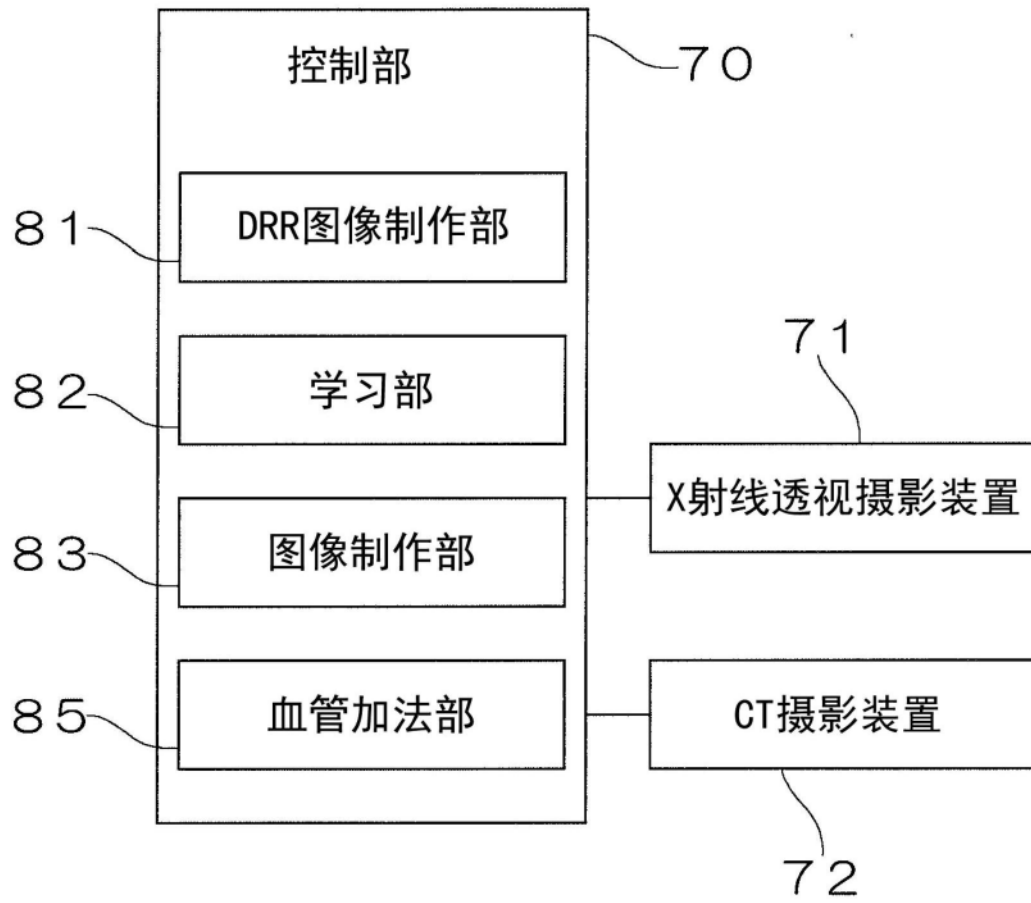 控制部
70
81
DRR图像制作部
71
82
学习部
X射线透视摄影装置
83
图像制作部
85
血管加法部
CT摄影装置
72